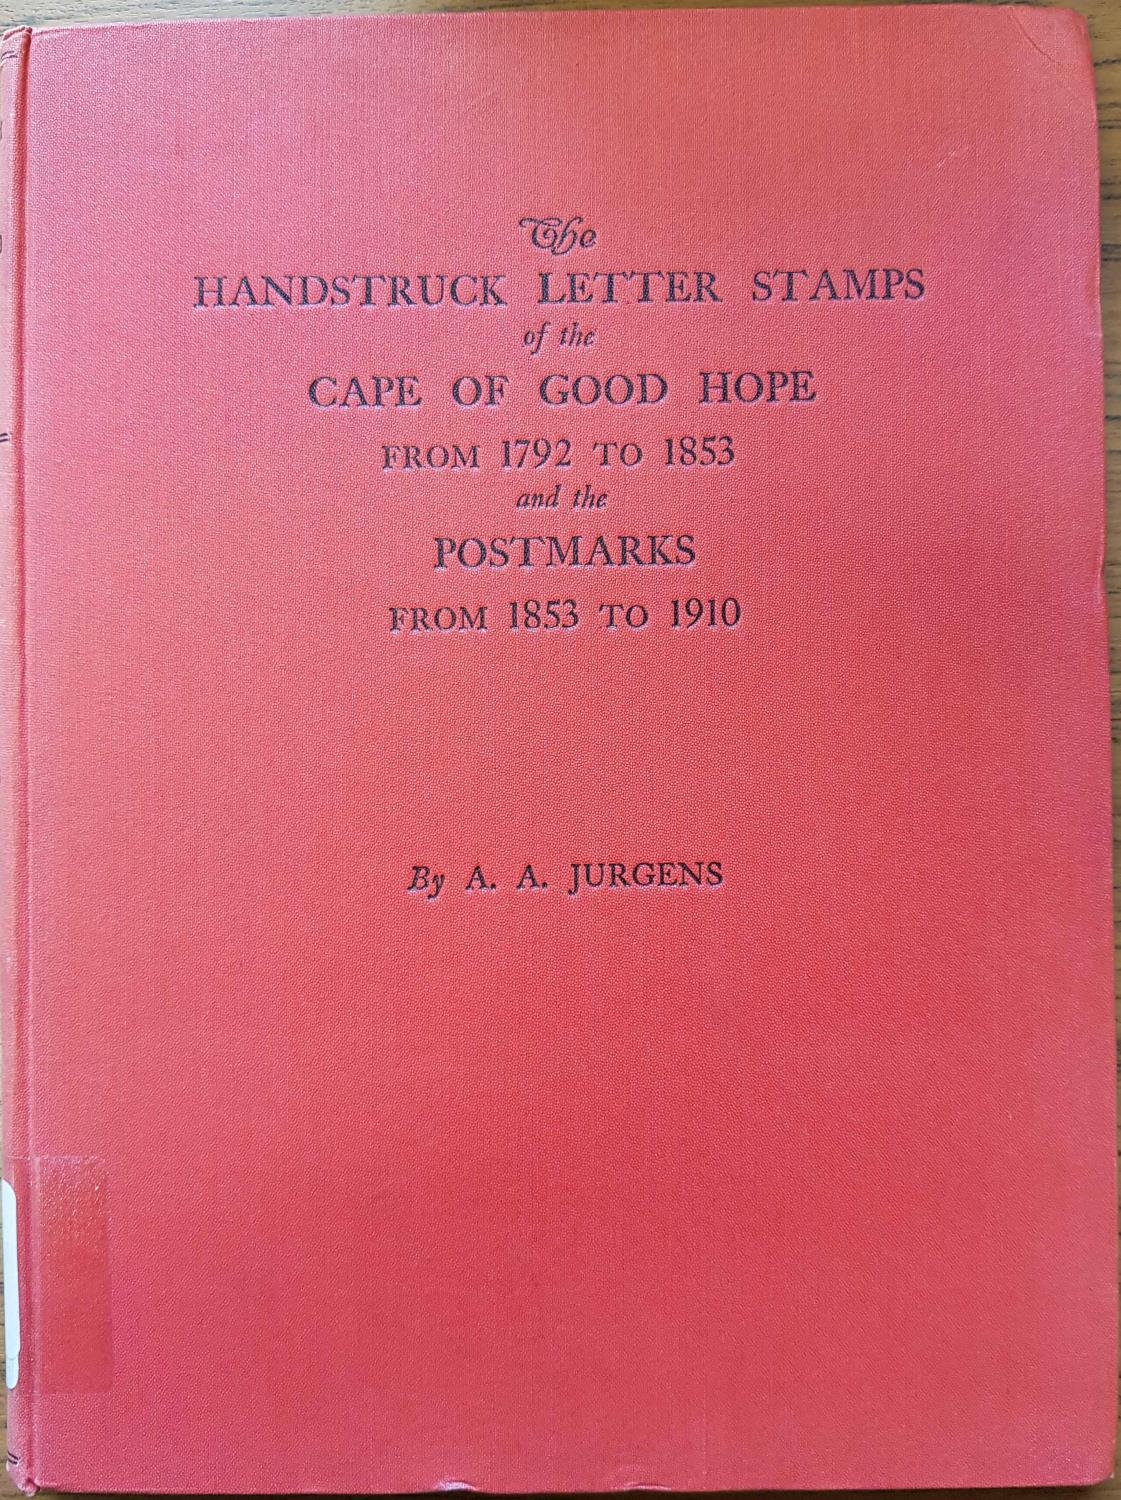 The
HANDSTRUCK LETTER STAMPS
of the
CAPE OF GOOD HOPE
FROM 1792 TO 1853
and the
POSTMARKS
FROM 1853 TO 1910
By A. A. JURGENS